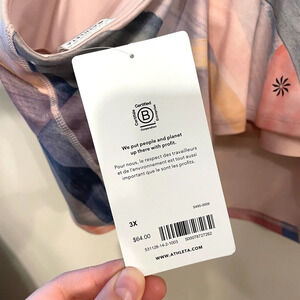 Certified
B
Corporation
We put people and planet
up there with profit.
Pour nous, le respect des travailleurs
et de l'environnement est tout aussi
important que le sont les profits.
3X
$64.00
WWW.ATHLETA.COM